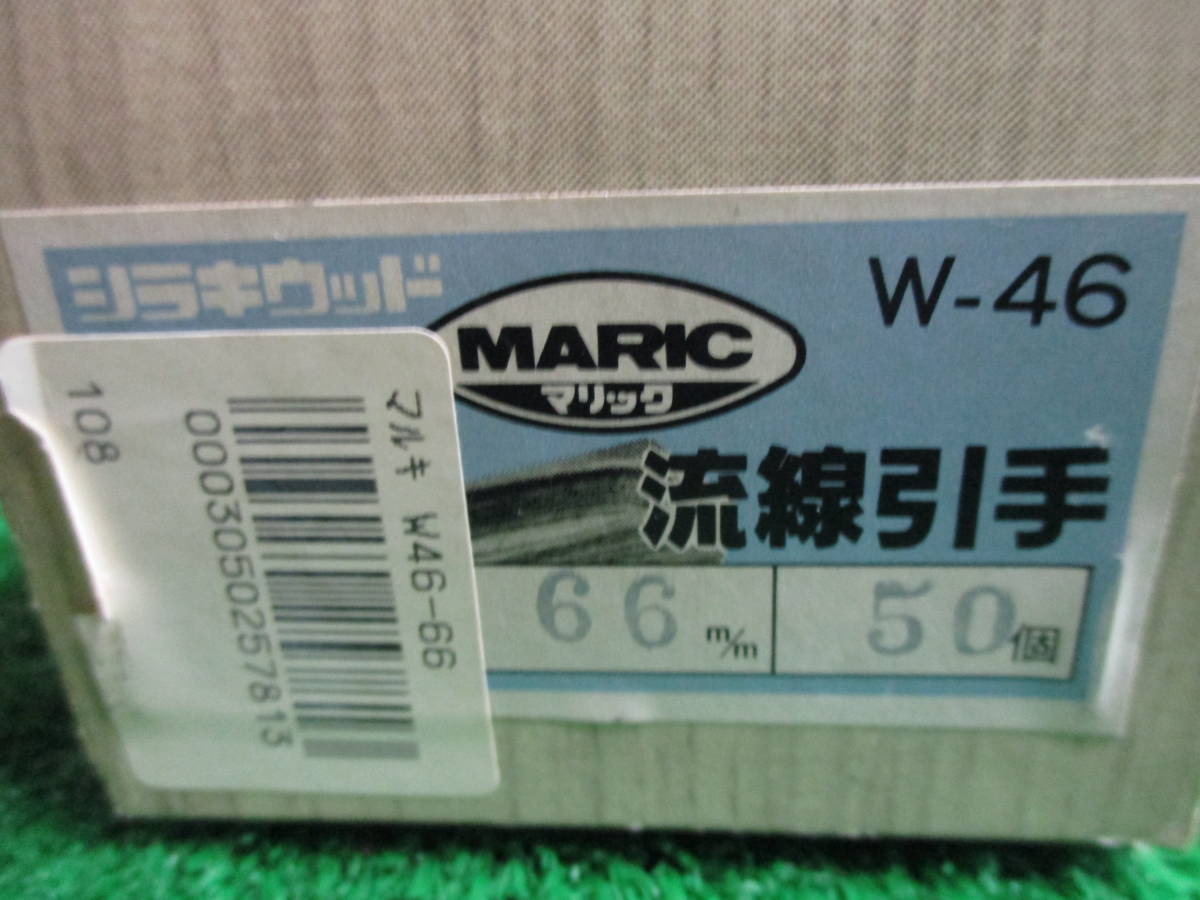 シラキウッド
MARIC
マリック
W-46
流線引手
66 m/m
50個
マルキ W46-66
0003050257813
108